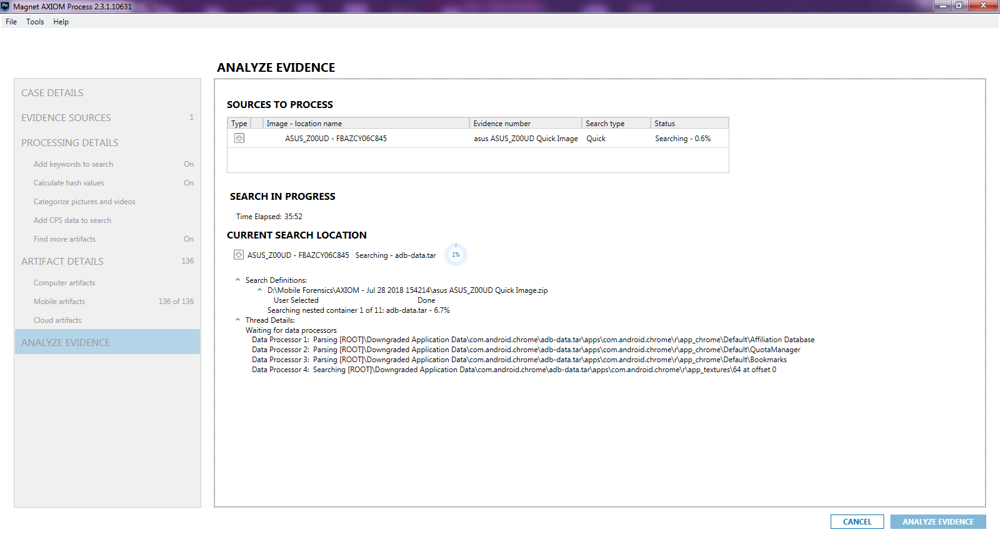 Magnet AXIOM Process 2.3.1.10631
File Tools Help
ANALYZE EVIDENCE
CASE DETAILS
EVIDENCE SOURCES 1
PROCESSING DETAILS
Add keywords to search On
Calculate hash values On
Categorize pictures and videos
Add CPS data to search
Find more artifacts On
ARTIFACT DETAILS 136
Computer artifacts
Mobile artifacts 136 of 136
Cloud artifacts
ANALYZE EVIDENCE
SOURCES TO PROCESS
Type Image - location name Evidence number Search type Status
ASUS_Z00UD - FBAZCY06C845 asus ASUS_Z00UD Quick Image Quick Searching - 0.6%
SEARCH IN PROGRESS
Time Elapsed: 35:52
CURRENT SEARCH LOCATION
ASUS_Z00UD - FBAZCY06C845 Searching - adb-data.tar 1%
Search Definitions:
D:\Mobile Forensics\AXIOM - Jul 28 2018 154214\asus ASUS_Z00UD Quick Image.zip
User Selected Done
Searching nested container 1 of 11: adb-data.tar - 6.7%
Thread Details:
Waiting for data processors
Data Processor 1: Parsing [ROOT]\Downgraded Application Data\com.android.chrome\adb-data.tar\apps\com.android.chrome\r\app_chrome\Default\Affiliation Database
Data Processor 2: Parsing [ROOT]\Downgraded Application Data\com.android.chrome\adb-data.tar\apps\com.android.chrome\r\app_chrome\Default\QuotaManager
Data Processor 3: Parsing [ROOT]\Downgraded Application Data\com.android.chrome\adb-data.tar\apps\com.android.chrome\r\app_chrome\Default\Bookmarks
Data Processor 4: Searching [ROOT]\Downgraded Application Data\com.android.chrome\adb-data.tar\apps\com.android.chrome\r\app_textures\64 at offset 0
CANCEL ANALYZE EVIDENCE